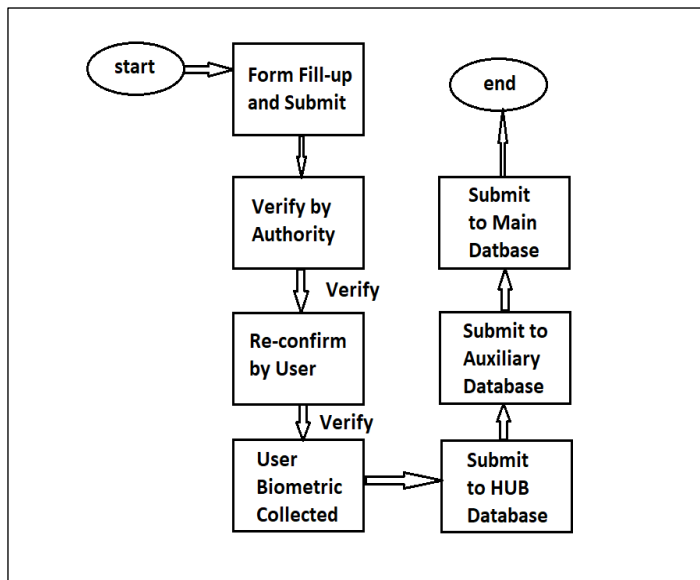 start
Form Fill-up
and Submit
Verify by
Authority
Verify
Re-confirm
by User
Verify
User
Biometric
Collected
Submit
to HUB
Database
Submit to
Auxiliary
Database
Submit
to Main
Datbase
end